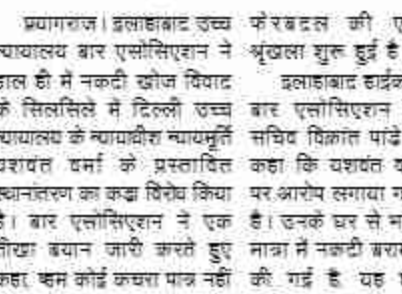 प्रयागराज। इलाहाबाद उच्च
न्यायालय बार एसोसिएशन ने
हाल ही में नकदी खोज विवाद
के सिलसिले में दिल्ली उच्च
न्यायालय के न्यायाधीश न्यायमूर्ति
यशवंत वर्मा के प्रस्तावित
स्थानांतरण का कड़ा विरोध किया
है। बार एसोसिएशन ने एक
तीखा बयान जारी करते हुए
कहा, हम कोई कचरा पात्र नहीं
फेरबदल की ए
श्रृंखला शुरू हुई है
इलाहाबाद हाईक
बार एसोसिएशन
सचिव विक्रांत पांडे
कहा कि यशवंत व
पर आरोप लगाया ग
है। उनके घर से भ
मात्रा में नकदी बरा
की गई है, यह